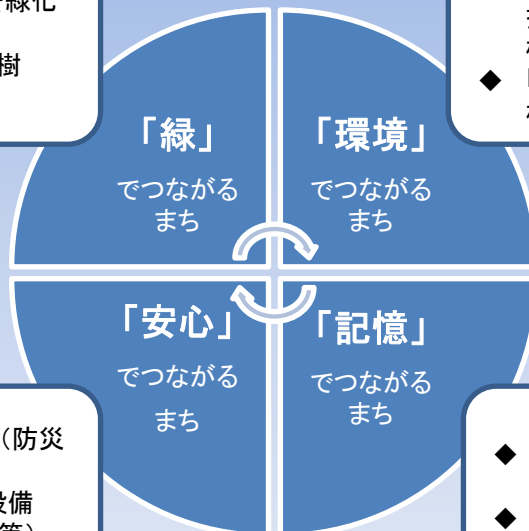 緑化
樹
◆
「緑」
でつながる
まち
「環境」
でつながる
まち
「安心」
でつながる
まち
「記憶」
でつながる
まち
（防災
設備
等）
◆
◆